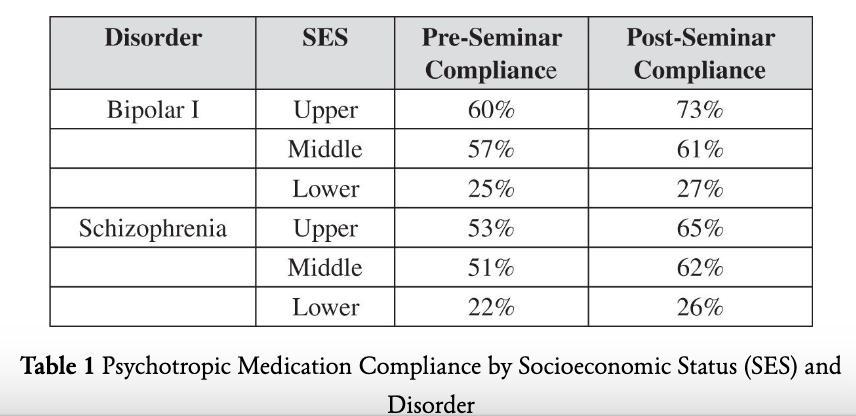 Disorder SES Pre-Seminar Compliance Post-Seminar Compliance
Bipolar I Upper 60% 73%
Middle 57% 61%
Lower 25% 27%
Schizophrenia Upper 53% 65%
Middle 51% 62%
Lower 22% 26%
Table 1 Psychotropic Medication Compliance by Socioeconomic Status (SES) and
Disorder